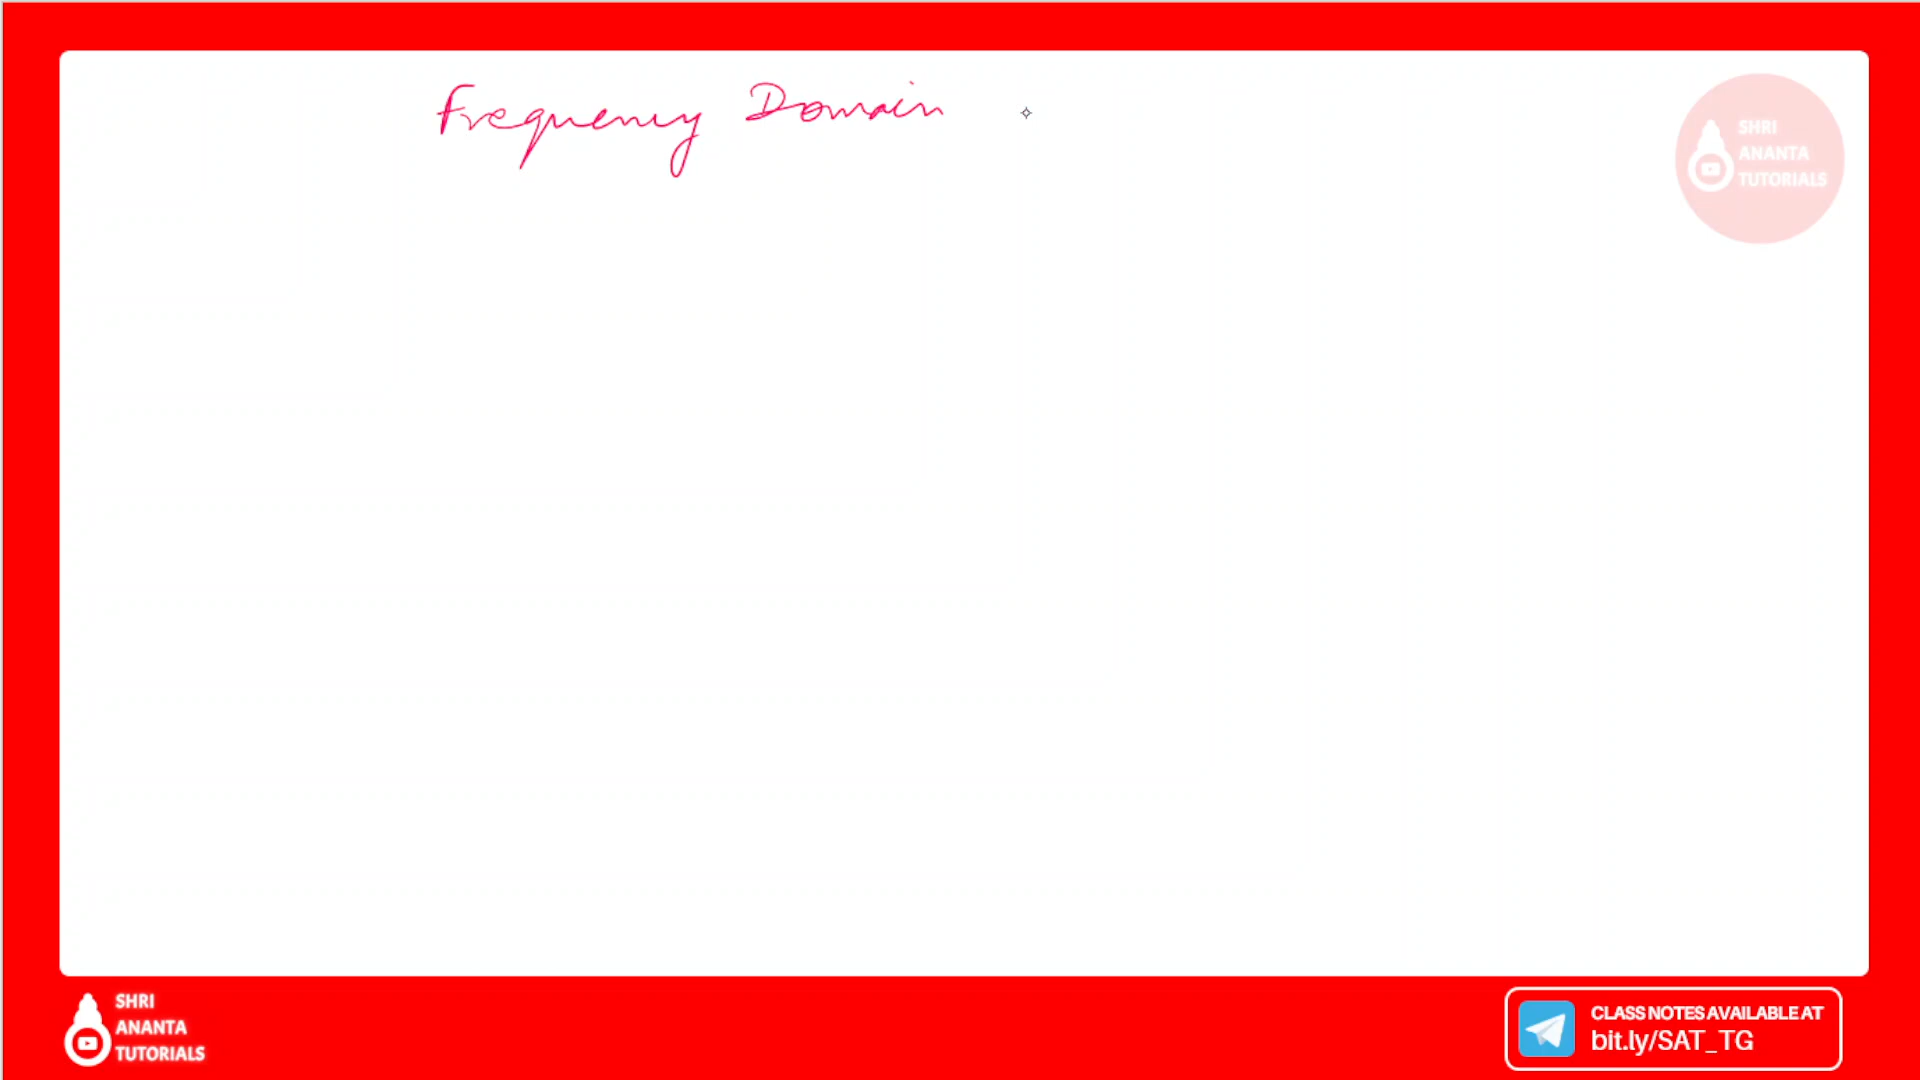 Frequency Domain
SHRI
ANANTA
TUTORIALS
SHRI
ANANTA
TUTORIALS
CLASS NOTES AVAILABLE AT
bit.ly/SAT_TG